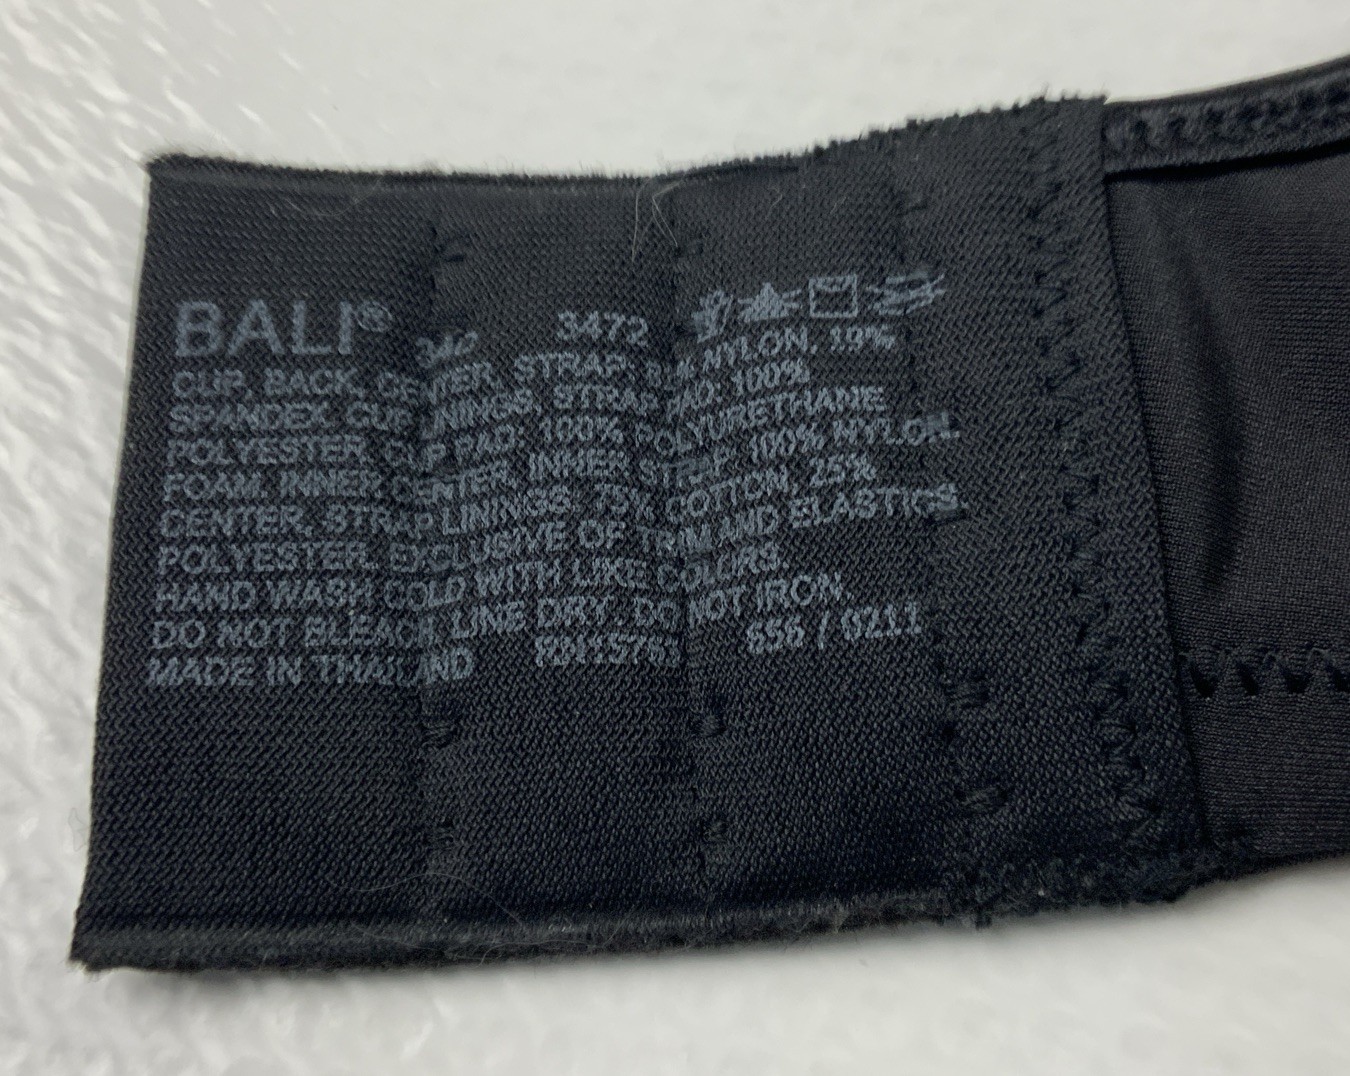 BALI® 3472
CUP, BACK, CENTER, STRAP: NYLON, 19%
SPANDEX. CUP LININGS, STRAP PAD: 100%
POLYESTER. CUP PAD: 100% POLYURETHANE
FOAM. INNER CENTER, INNER STRAP: 100% NYLON.
CENTER, STRAP LININGS: 75% COTTON, 25%
POLYESTER. EXCLUSIVE OF TRIM AND ELASTICS
HAND WASH COLD WITH LIKE COLORS.
DO NOT BLEACH. LINE DRY. DO NOT IRON.
MADE IN THAILAND 556 / 0211